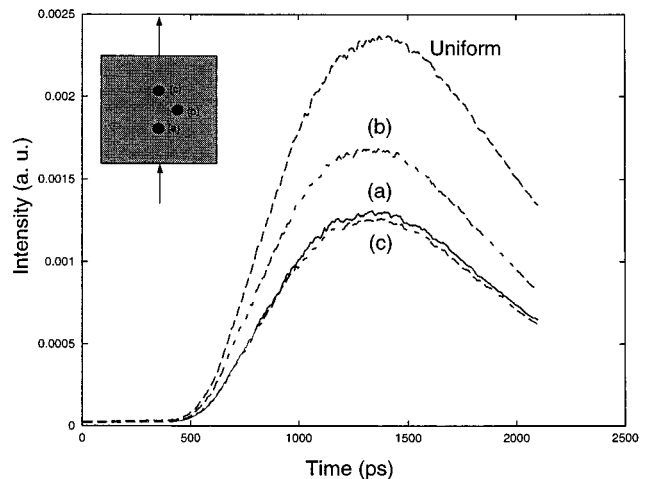 0.0025
0.002
0.0015
0.001
0.0005
0
Intensity (a. u.)
(c)
(b)
(a)
Uniform
(b)
(a)
(c)
0
500
1000
1500
2000
2500
Time (ps)